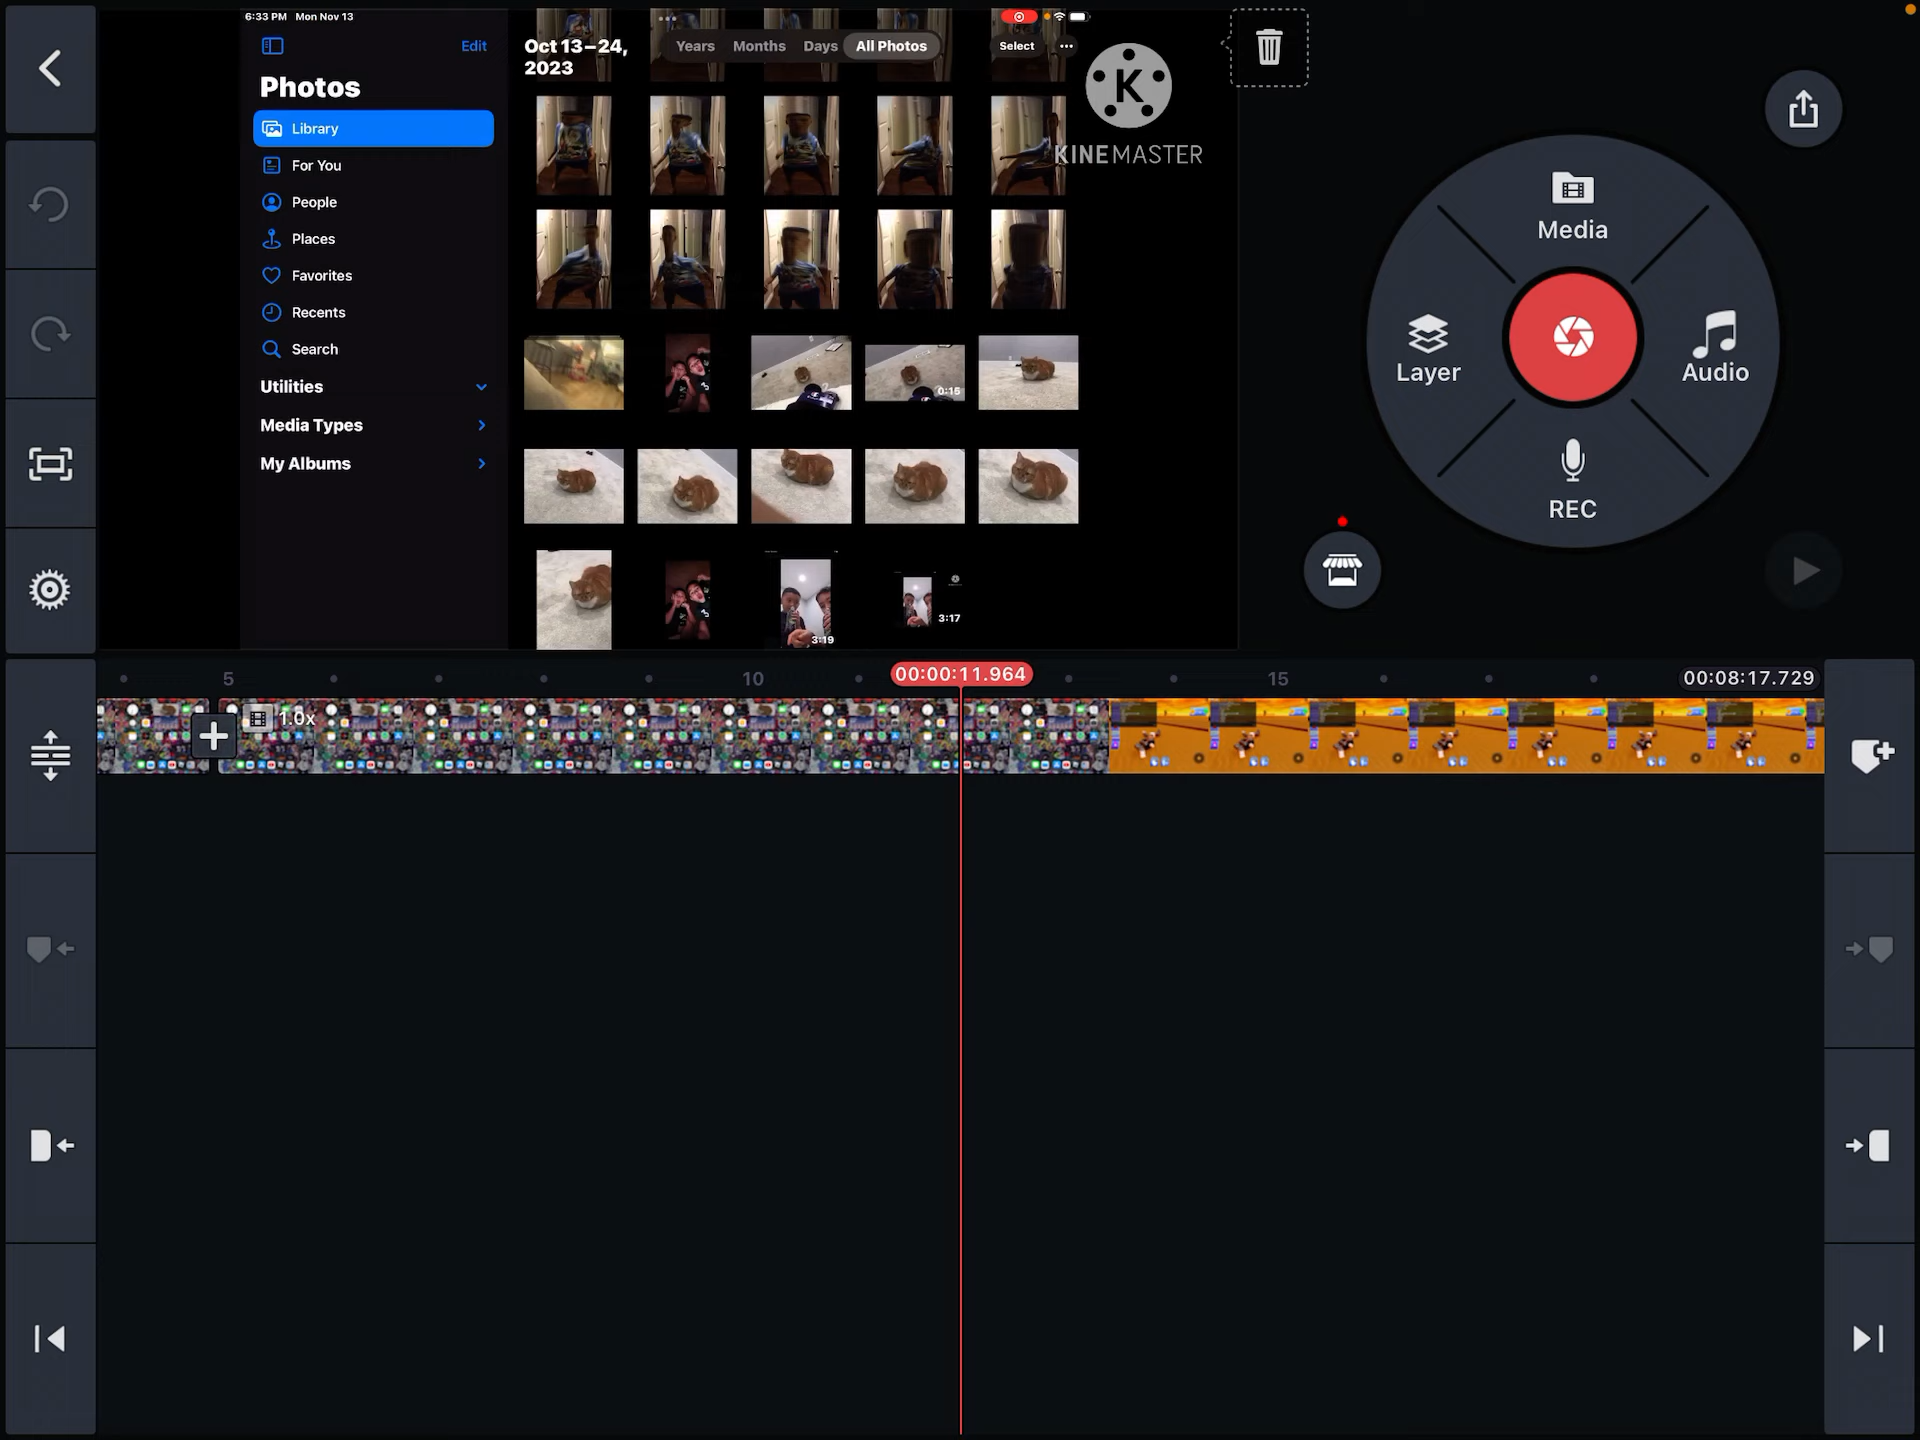 6:33 PM Mon Nov 13
Edit
Photos
Library
For You
People
Places
Favorites
Recents
Search
Utilities
Media Types
My Albums
Oct 13–24,
2023
Years Months Days All Photos
Select
K
KINEMASTER
0:15
3:19
3:17
Media
Layer
Audio
REC
5
10
00:00:11.964
15
00:08:17.729
1.0x